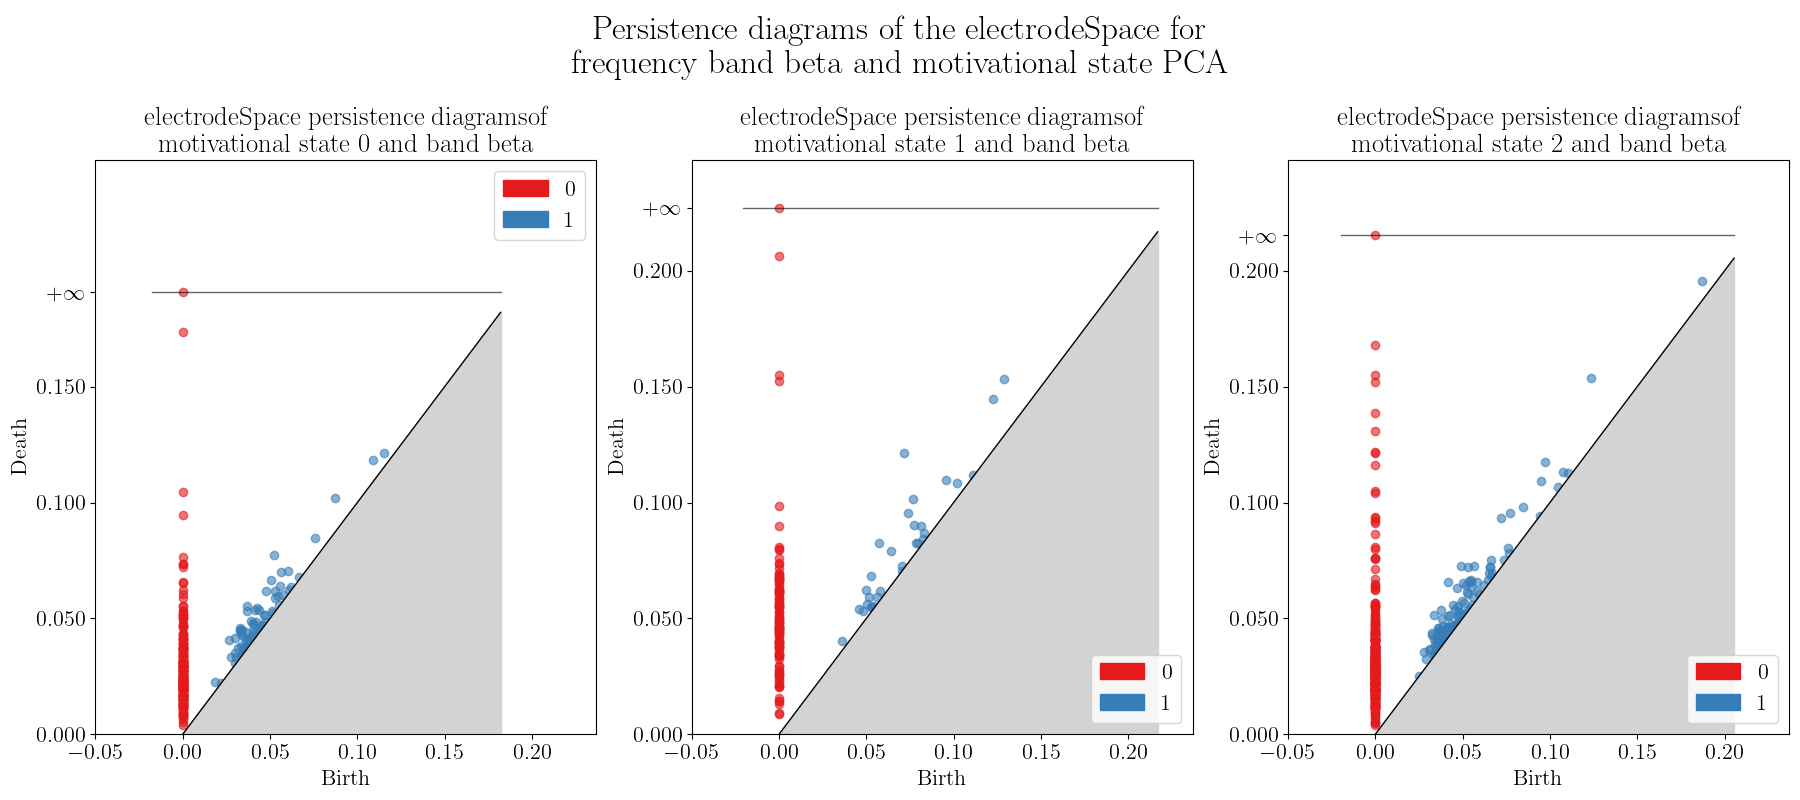 Persistence diagrams of the electrodeSpace for
frequency band beta and motivational state PCA
electrodeSpace persistence diagramsof
motivational state 0 and band beta
0
1
+∞
0.150
0.100
0.050
0.000
Death
−0.05
0.00
0.05
0.10
0.15
0.20
Birth
electrodeSpace persistence diagramsof
motivational state 1 and band beta
+∞
0.200
0.150
0.100
0.050
0.000
Death
0
1
−0.05
0.00
0.05
0.10
0.15
0.20
Birth
electrodeSpace persistence diagramsof
motivational state 2 and band beta
+∞
0.200
0.150
0.100
0.050
0.000
Death
0
1
−0.05
0.00
0.05
0.10
0.15
0.20
Birth